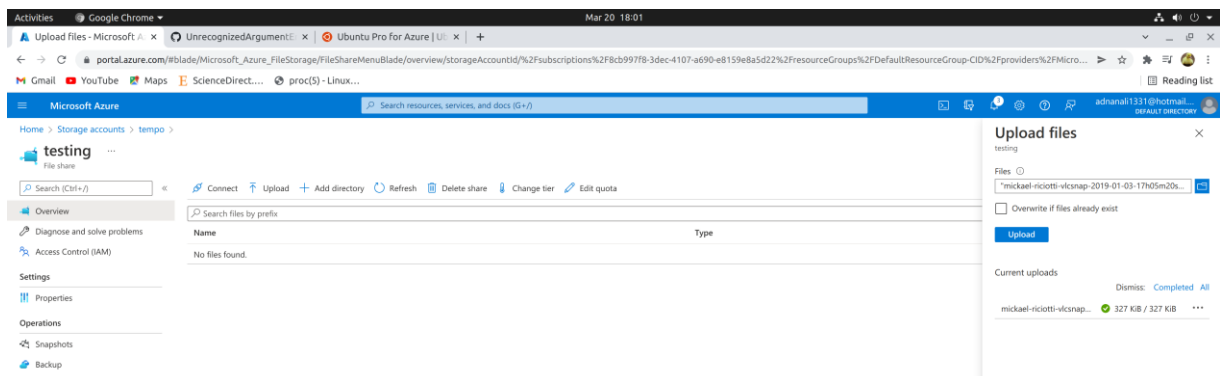 Activities Google Chrome Mar 20 18:01
Upload files - Microsoft A UnrecognizedArgumentE Ubuntu Pro for Azure | Ub
portal.azure.com/#blade/Microsoft_Azure_FileStorage/FileShareMenuBlade/overview/storageAccountId/%2Fsubscriptions%2F8cb997f8-3dec-4107-a690-e8159e8a5d22%2FresourceGroups%2FDefaultResourceGroup-CID%2Fproviders%2FMicro...
Gmail YouTube Maps ScienceDirect.... proc(5) - Linux... Reading list
Microsoft Azure Search resources, services, and docs (G+/) 1 adnanali1331@hotmail....
DEFAULT DIRECTORY
Home > Storage accounts > tempo >
testing ...
File share
Search (Ctrl+/) «
Overview
Diagnose and solve problems
Access Control (IAM)
Settings
Properties
Operations
Snapshots
Backup
Connect Upload Add directory Refresh Delete share Change tier Edit quota
Search files by prefix
Name Type
No files found.
Upload files
testing
Files
"mickael-riciotti-vlcsnap-2019-01-03-17h05m20s...
Overwrite if files already exist
Upload
Current uploads
Dismiss: Completed All
mickael-riciotti-vlcsnap... 327 KiB / 327 KiB ...